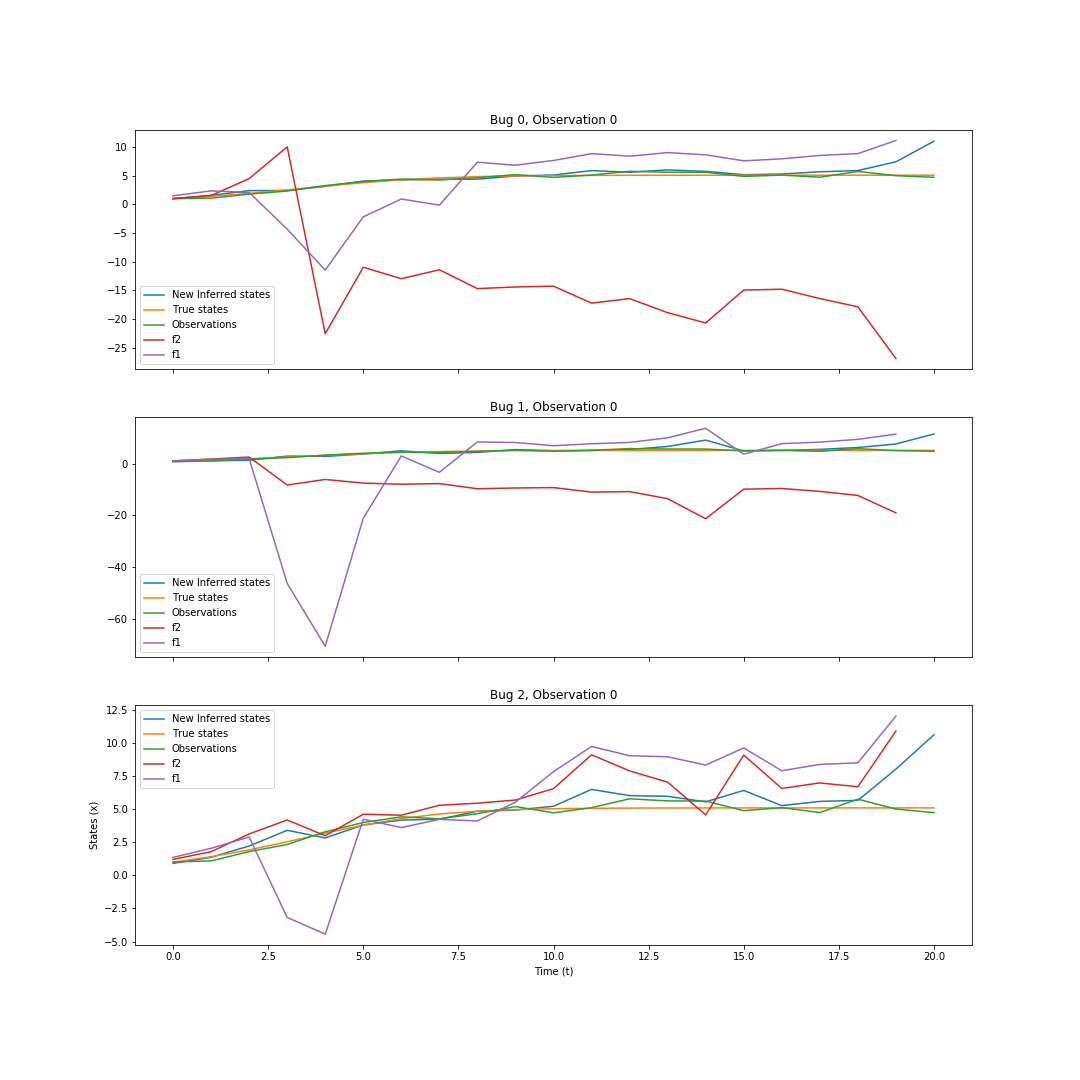 Bug 0, Observation 0
10
5
0
−5
−10
−15
−20
−25
New Inferred states
True states
Observations
f2
f1
Bug 1, Observation 0
0
−20
−40
−60
New Inferred states
True states
Observations
f2
f1
Bug 2, Observation 0
12.5
10.0
7.5
5.0
2.5
0.0
−2.5
−5.0
States (x)
New Inferred states
True states
Observations
f2
f1
0.0 2.5 5.0 7.5 10.0 12.5 15.0 17.5 20.0
Time (t)